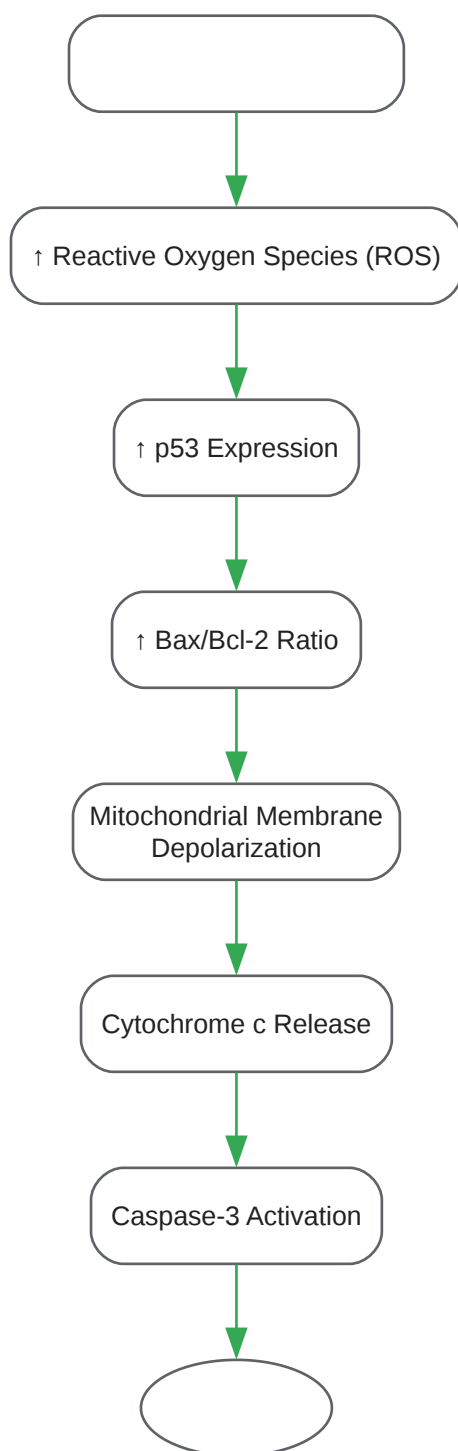 ↑ Reactive Oxygen Species (ROS)
↑ p53 Expression
↑ Bax/Bcl-2 Ratio
Mitochondrial Membrane
Depolarization
Cytochrome c Release
Caspase-3 Activation